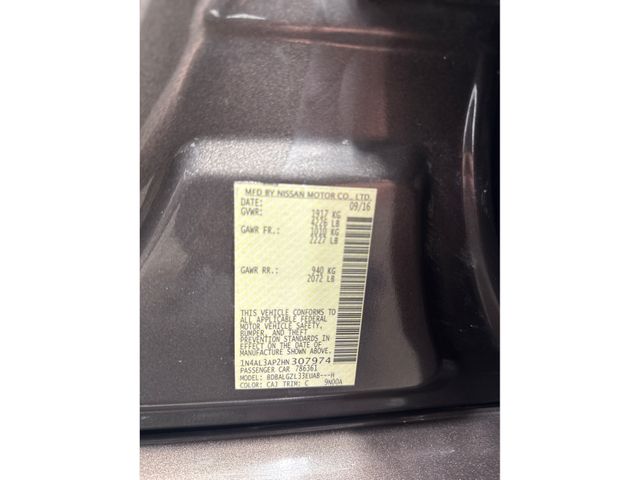 MFD BY NISSAN MOTOR CO., LTD.
DATE: 09/16
GVWR: 1917 KG
4226 LB
GAWR FR.: 1010 KG
2227 LB
GAWR RR.: 940 KG
2072 LB
THIS VEHICLE CONFORMS TO
ALL APPLICABLE FEDERAL
MOTOR VEHICLE SAFETY,
BUMPER, AND THEFT
PREVENTION STANDARDS IN
EFFECT ON THE DATE OF
MANUFACTURE SHOWN ABOVE.
1N4AL3AP2HN307974
PASSENGER CAR 786361
MODEL: BDBALGZL33EUAB---H
COLOR: CAJ TRIM: C 9N00A